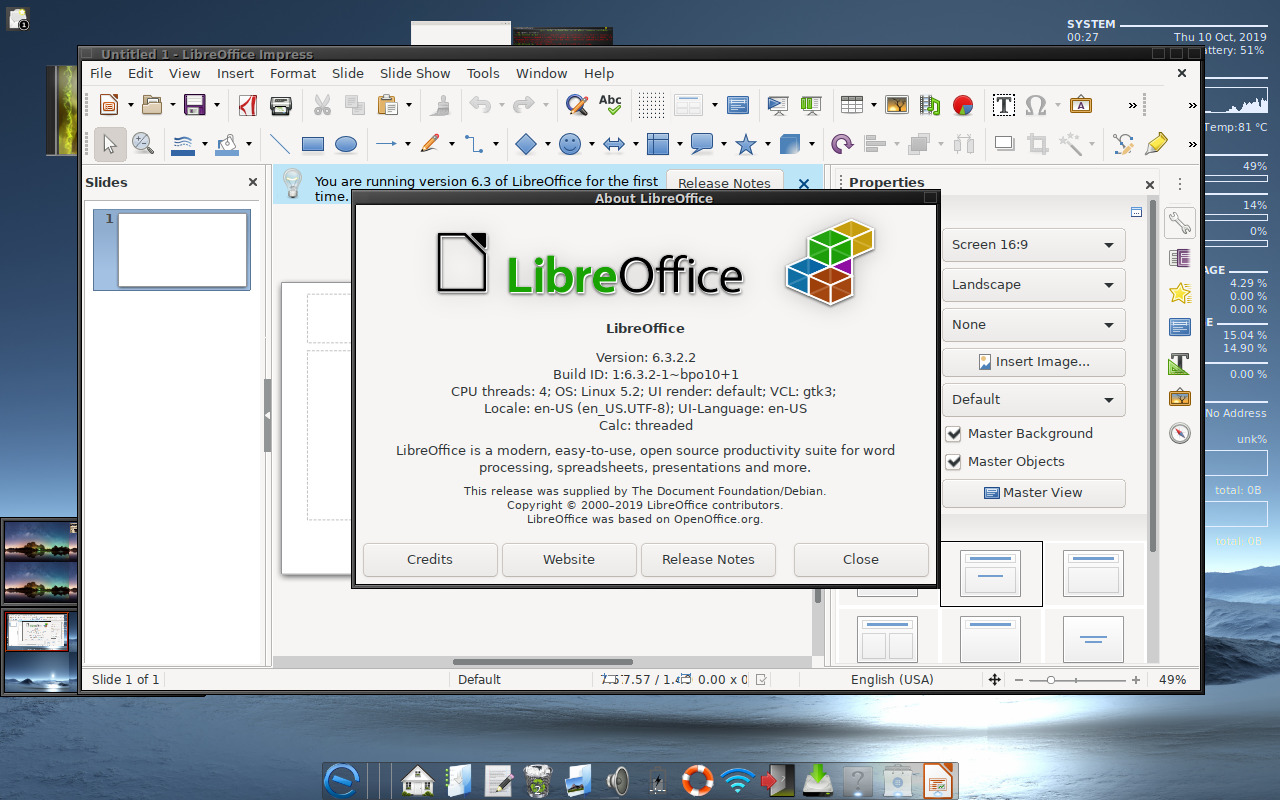 SYSTEM
00:27 Thu 10 Oct, 2019
attery: 51%
Untitled 1 - LibreOffice Impress
File Edit View Insert Format Slide Slide Show Tools Window Help
Abc
Temp:81 °C
49%
14%
0%
AGE
4.29 %
0.00 %
0.00 %
E
15.04 %
14.90 %
0.00 %
No Address
unk%
total: 0B
total: 0B
Slides
1
You are running version 6.3 of LibreOffice for the first
time.
Release Notes
Properties
Screen 16:9
Landscape
None
Insert Image...
Default
Master Background
Master Objects
Master View
About LibreOffice
LibreOffice
LibreOffice
Version: 6.3.2.2
Build ID: 1:6.3.2-1~bpo10+1
CPU threads: 4; OS: Linux 5.2; UI render: default; VCL: gtk3;
Locale: en-US (en_US.UTF-8); UI-Language: en-US
Calc: threaded
LibreOffice is a modern, easy-to-use, open source productivity suite for word
processing, spreadsheets, presentations and more.
This release was supplied by The Document Foundation/Debian.
Copyright © 2000–2019 LibreOffice contributors.
LibreOffice was based on OpenOffice.org.
Credits Website Release Notes Close
Slide 1 of 1 Default 7.57 / 1.4 0.00 x 0 English (USA) 49%